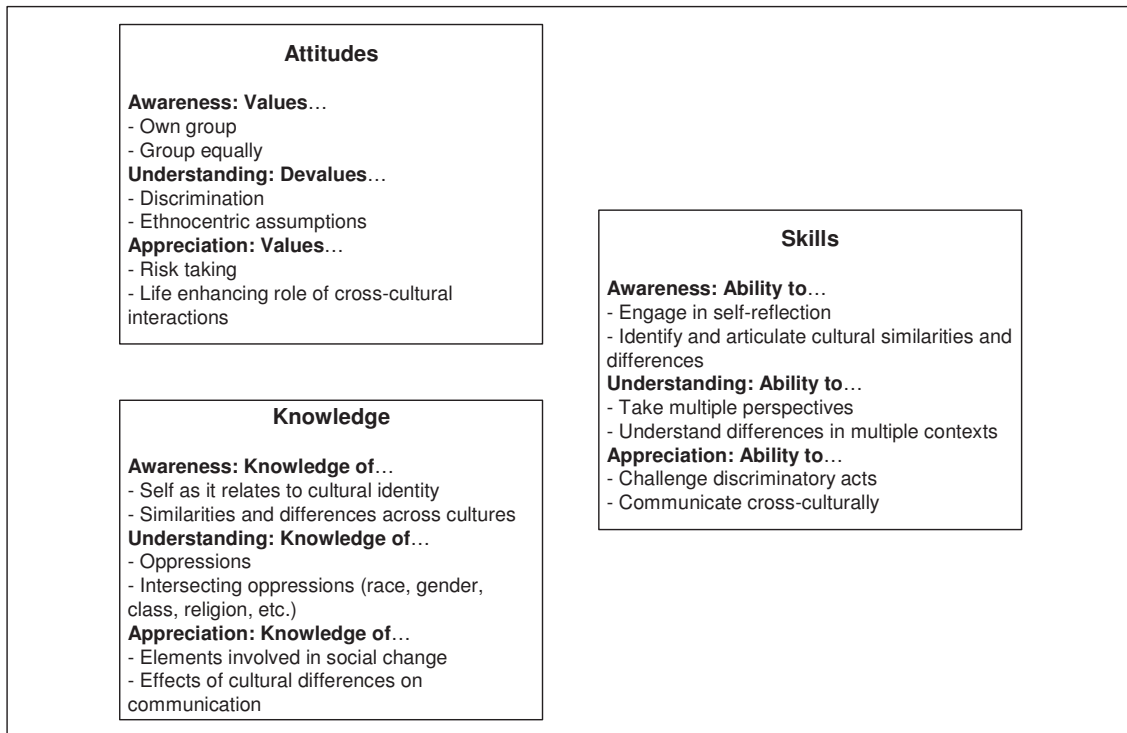 Attitudes
Awareness: Values…
- Own group
- Group equally
Understanding: Devalues…
- Discrimination
- Ethnocentric assumptions
Appreciation: Values…
- Risk taking
- Life enhancing role of cross-cultural
interactions
Knowledge
Awareness: Knowledge of…
- Self as it relates to cultural identity
- Similarities and differences across cultures
Understanding: Knowledge of…
- Oppressions
- Intersecting oppressions (race, gender,
class, religion, etc.)
Appreciation: Knowledge of…
- Elements involved in social change
- Effects of cultural differences on
communication
Skills
Awareness: Ability to…
- Engage in self-reflection
- Identify and articulate cultural similarities and
differences
Understanding: Ability to…
- Take multiple perspectives
- Understand differences in multiple contexts
Appreciation: Ability to…
- Challenge discriminatory acts
- Communicate cross-culturally